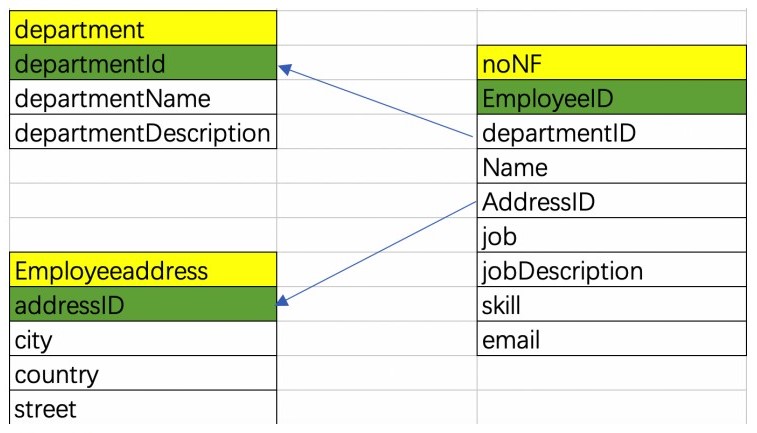 department
departmentId
departmentName
departmentDescription
noNF
EmployeeID
departmentID
Name
AddressID
job
jobDescription
skill
email
Employeeaddress
addressID
city
country
street